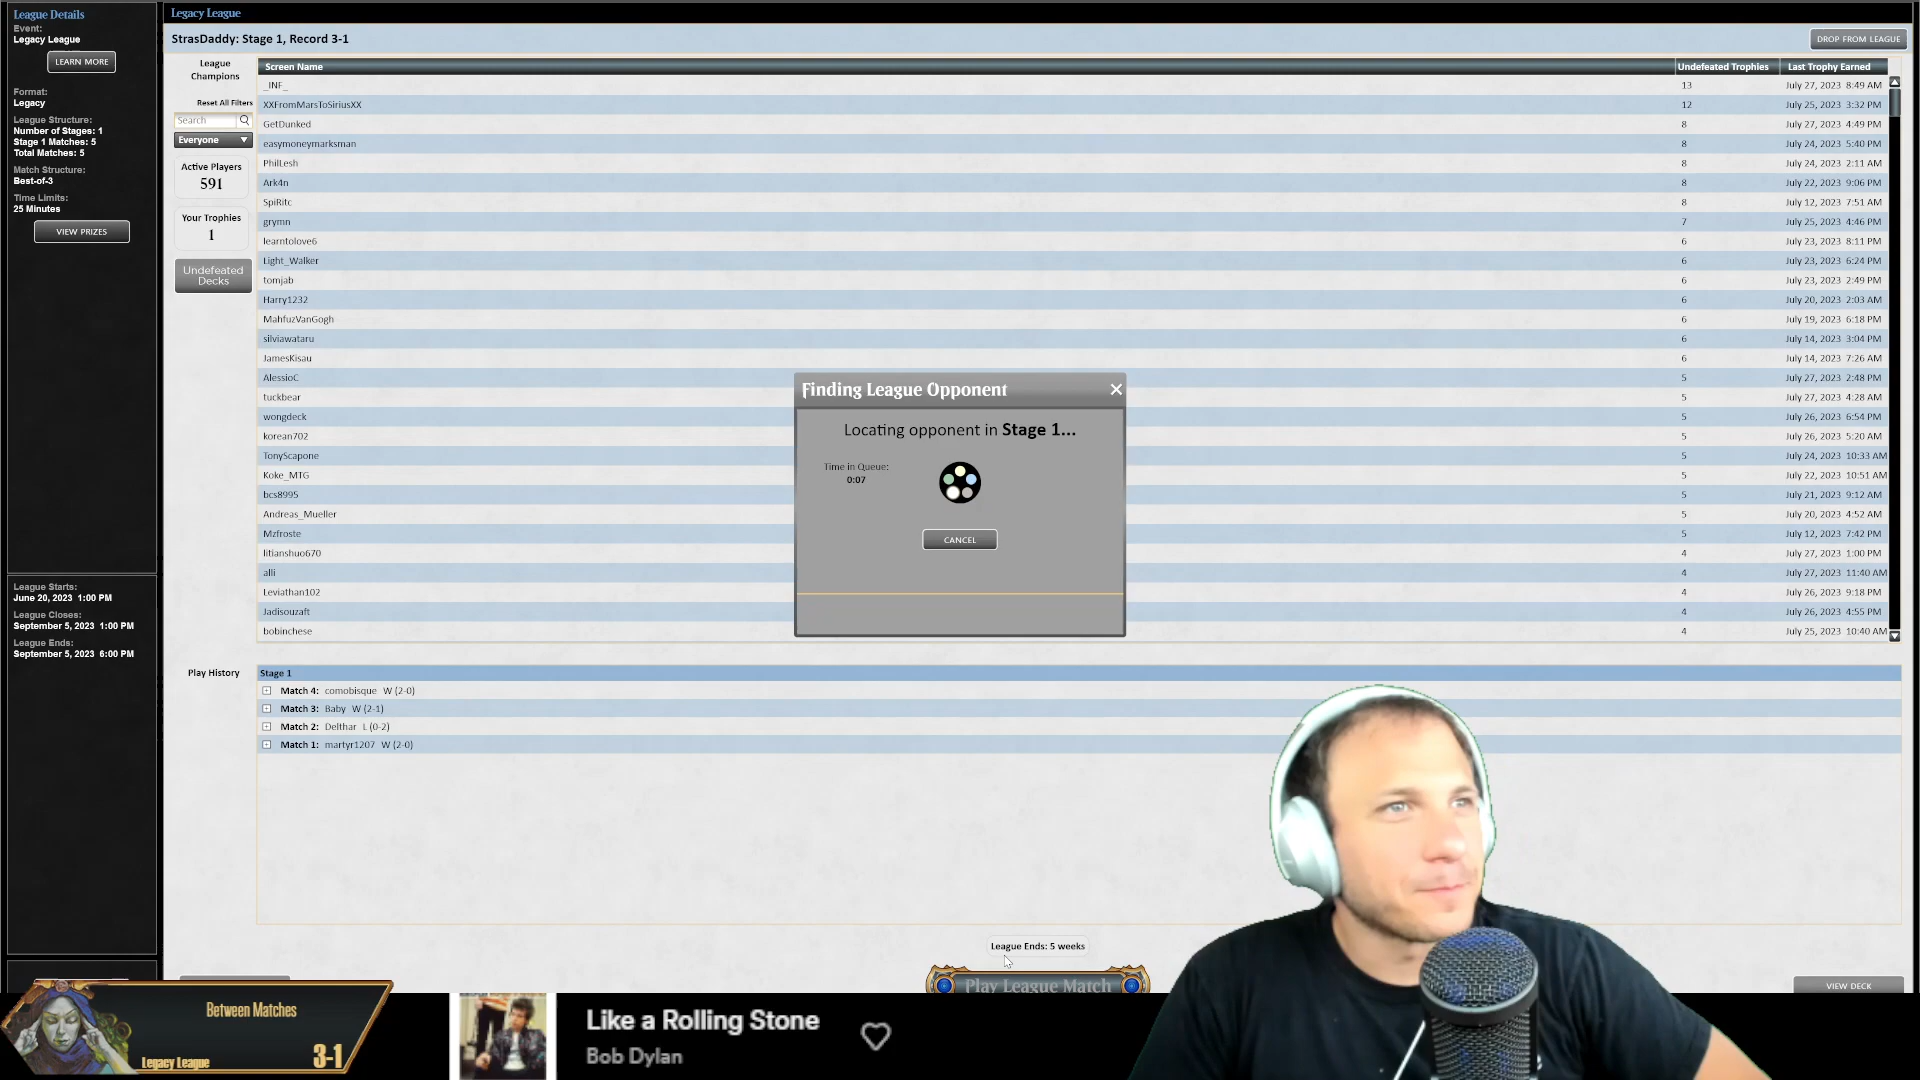 League Details
Event:
Legacy League
LEARN MORE
Format:
Legacy
League Structure:
Number of Stages: 1
Stage 1 Matches: 5
Total Matches: 5
Match Structure:
Best-of-3
Time Limits:
25 Minutes
VIEW PRIZES
League Starts:
June 20, 2023 1:00 PM
League Closes:
September 5, 2023 1:00 PM
League Ends:
September 5, 2023 6:00 PM
Legacy League
StrasDaddy: Stage 1, Record 3-1
DROP FROM LEAGUE
League
Champions
Reset All Filters
Search
Everyone
Active Players
591
Your Trophies
1
Undefeated
Decks
Screen Name Undefeated Trophies Last Trophy Earned
_INF_ 13 July 27, 2023 8:49 AM
XXFromMarsToSiriusXX 12 July 25, 2023 3:32 PM
GetDunked 8 July 27, 2023 4:49 PM
easymoneymarksman 8 July 24, 2023 5:40 PM
PhilLesh 8 July 24, 2023 2:11 AM
Ark4n 8 July 22, 2023 9:06 PM
SpiRitc 8 July 12, 2023 7:51 AM
grymn 7 July 25, 2023 4:46 PM
learntolove6 6 July 23, 2023 8:11 PM
Light_Walker 6 July 23, 2023 6:24 PM
tomjab 6 July 23, 2023 2:49 PM
Harry1232 6 July 20, 2023 2:03 AM
MahfuzVanGogh 6 July 19, 2023 6:18 PM
silviawataru 6 July 14, 2023 3:04 PM
JamesKisau 6 July 14, 2023 7:26 AM
AlessioC 5 July 27, 2023 2:48 PM
tuckbear 5 July 27, 2023 4:28 AM
wongdeck 5 July 26, 2023 6:54 PM
korean702 5 July 26, 2023 5:20 AM
TonyScapone 5 July 24, 2023 10:33 AM
Koke_MTG 5 July 22, 2023 10:51 AM
bcs8995 5 July 21, 2023 9:12 AM
Andreas_Mueller 5 July 20, 2023 4:52 AM
Mzfroste 5 July 12, 2023 7:42 PM
litianshuo670 4 July 27, 2023 1:00 PM
alli 4 July 27, 2023 11:40 AM
Leviathan102 4 July 26, 2023 9:18 PM
Jadisouzaft 4 July 26, 2023 4:55 PM
bobinchese 4 July 25, 2023 10:40 AM
Finding League Opponent
Locating opponent in Stage 1...
Time in Queue:
0:07
CANCEL
Play History
Stage 1
Match 4: comobisque W (2-0)
Match 3: Baby W (2-1)
Match 2: Delthar L (0-2)
Match 1: martyr1207 W (2-0)
League Ends: 5 weeks
Play League Match
VIEW DECK
Between Matches
Legacy League
3-1
Like a Rolling Stone
Bob Dylan